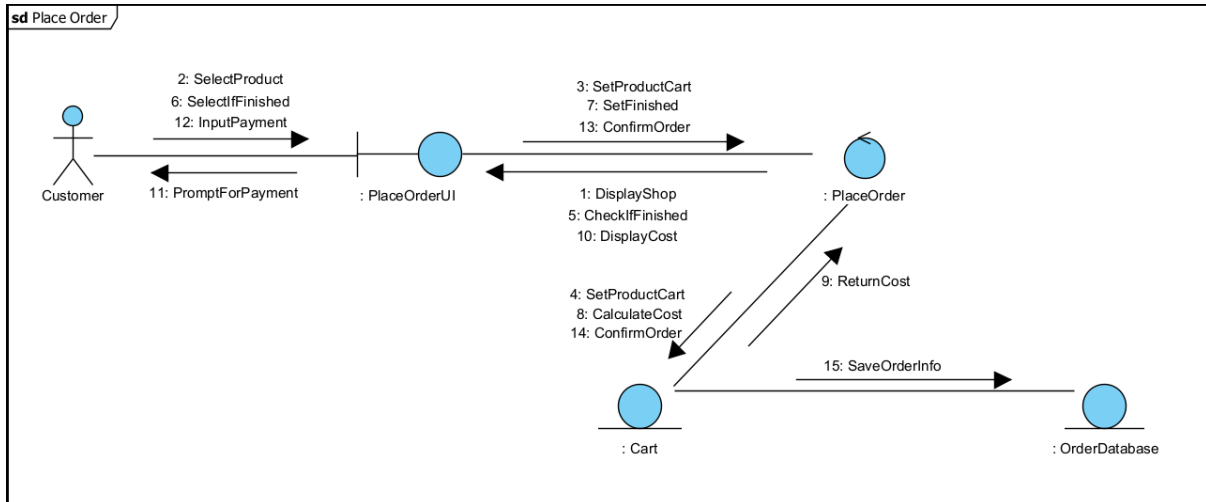 sd Place Order
2: SelectProduct
6: SelectIfFinished
12: InputPayment
11: PromptForPayment
Customer
: PlaceOrderUI
3: SetProductCart
7: SetFinished
13: ConfirmOrder
1: DisplayShop
5: CheckIfFinished
10: DisplayCost
: PlaceOrder
4: SetProductCart
8: CalculateCost
14: ConfirmOrder
9: ReturnCost
15: SaveOrderInfo
: Cart
: OrderDatabase